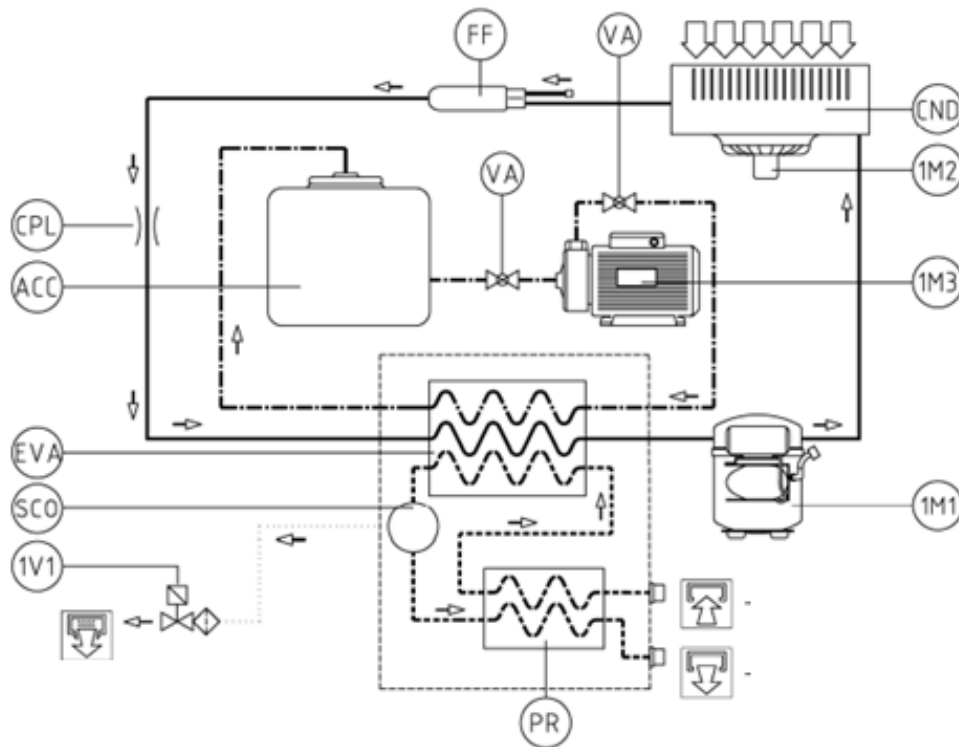 FF
VA
CND
1M2
VA
CPL
ACC
1M3
EVA
SCO
1M1
1V1
PR